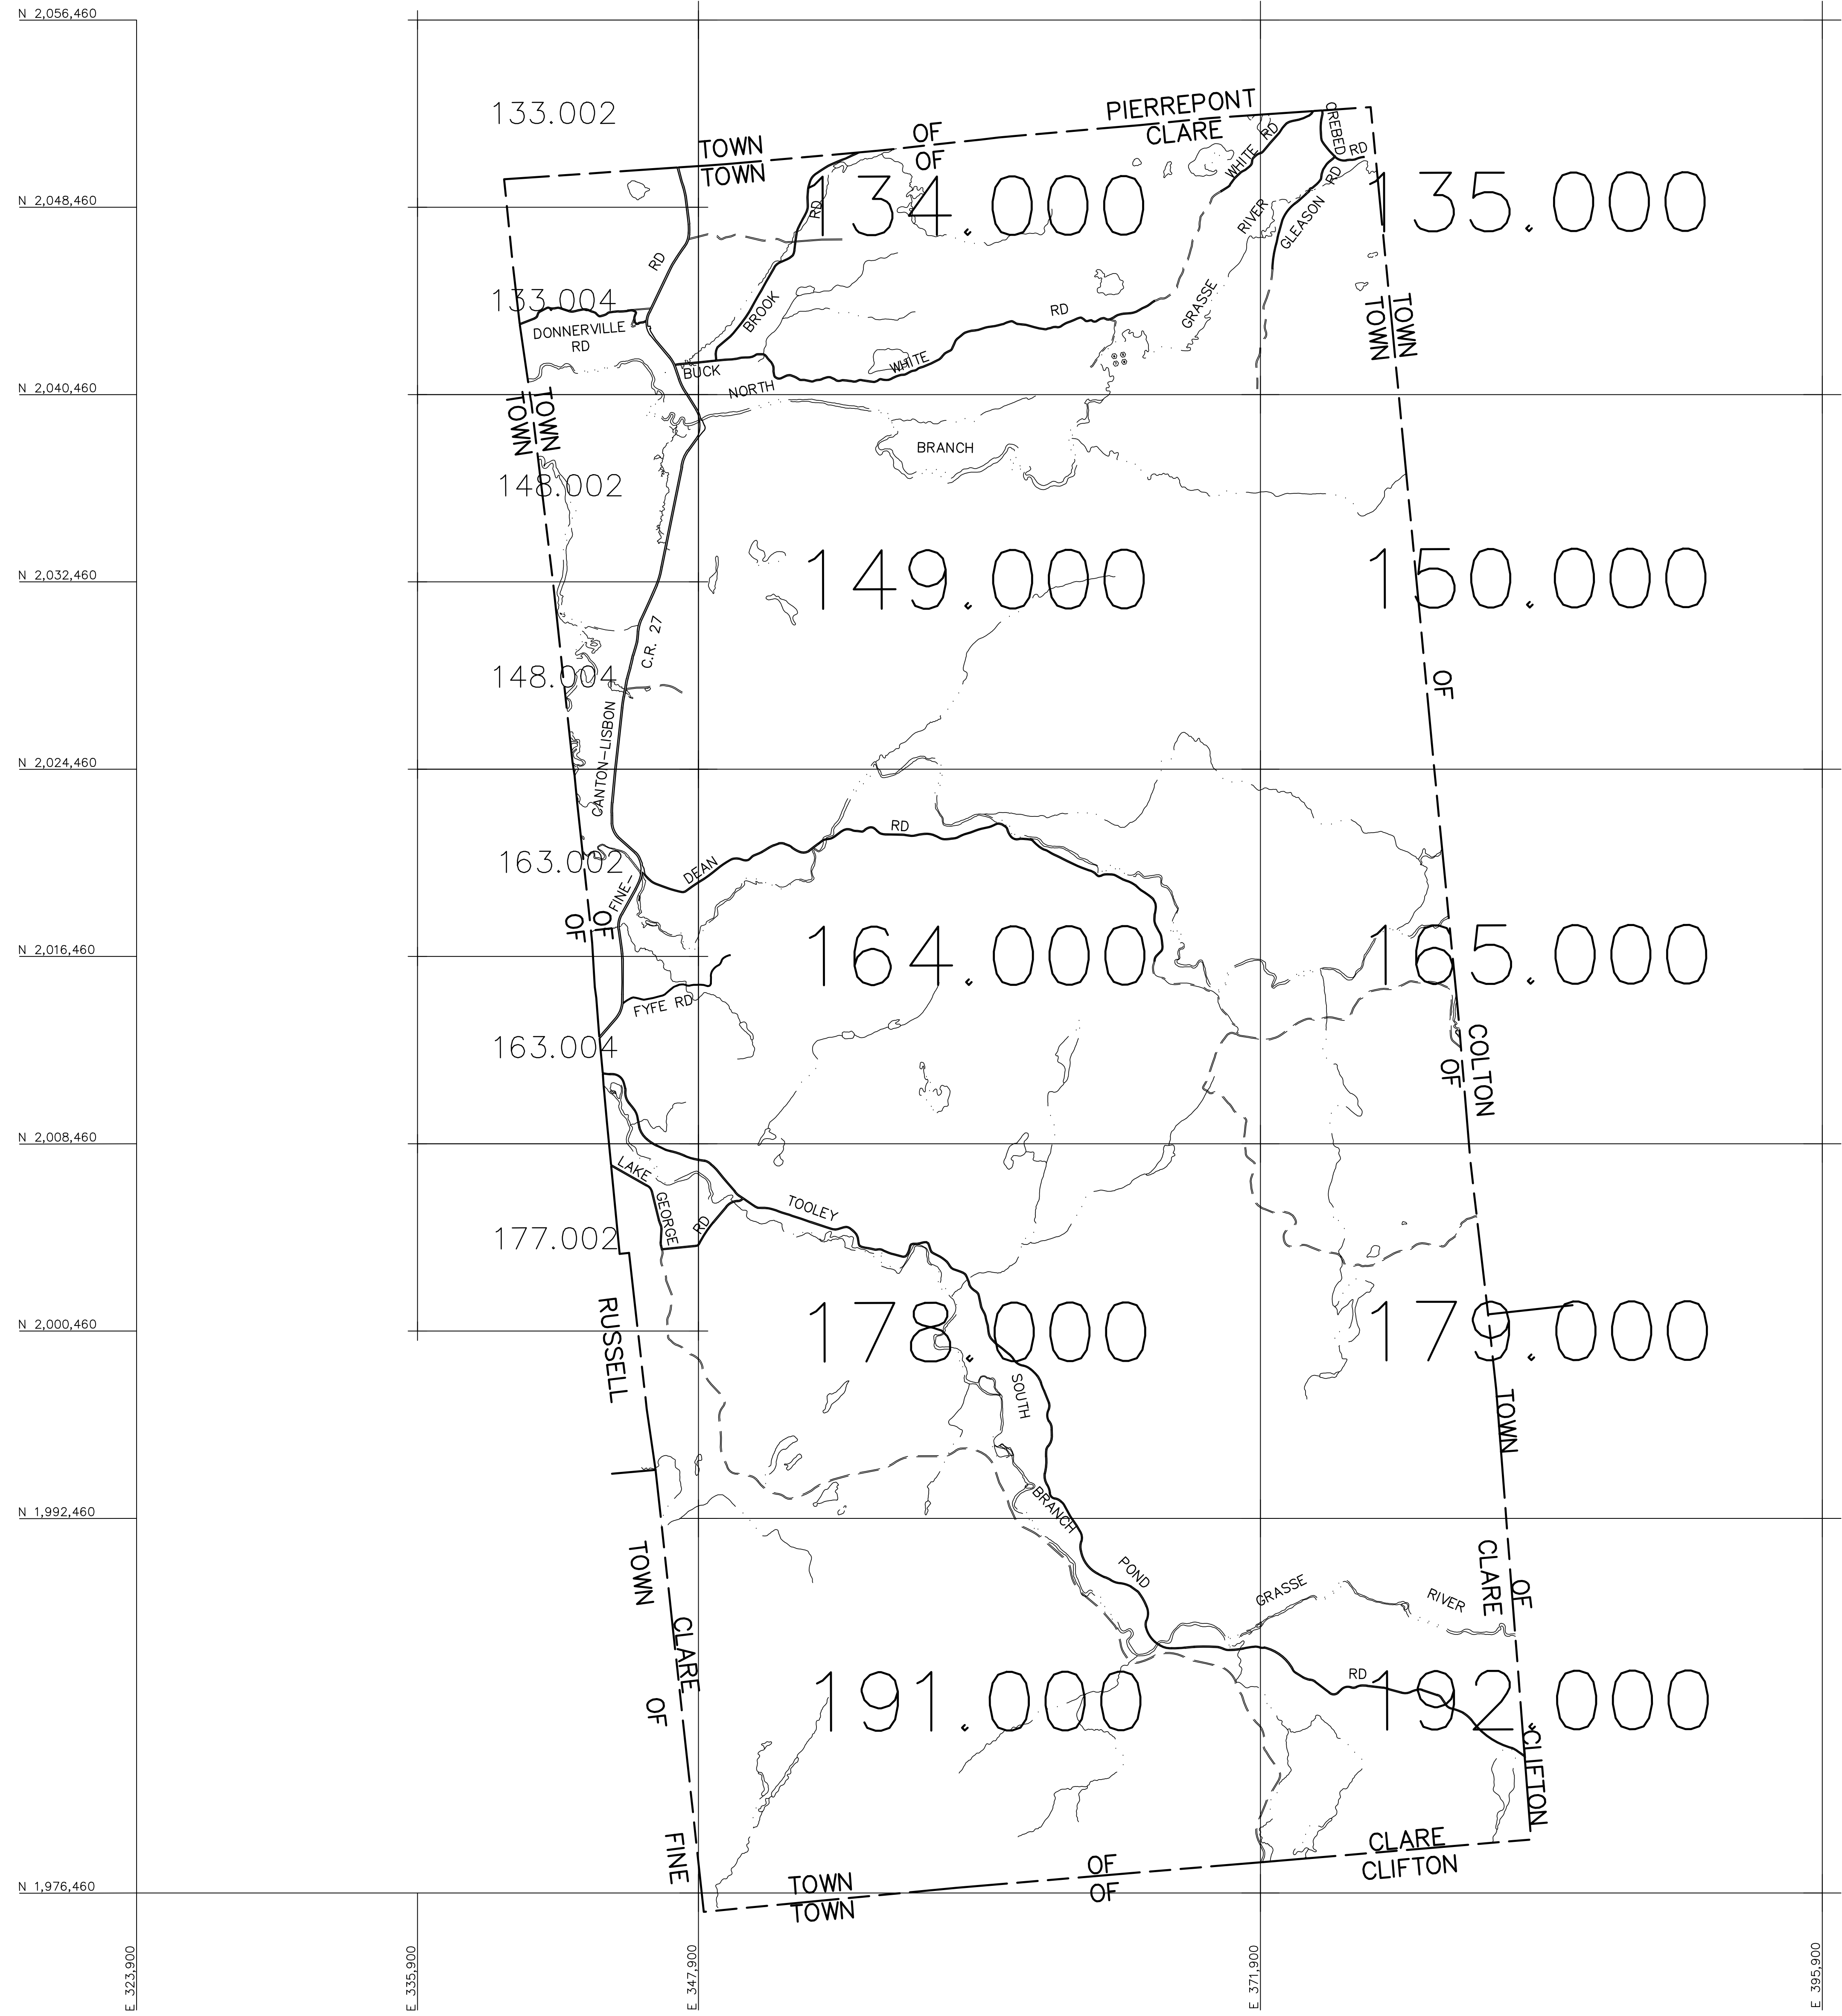 N 2,056,460
133.002
TOWN OF PIERREPONT
TOWN OF CLARE
OREBED RD
WHITE RD
N 2,048,460
134.000
135.000
RD
RD
RIVER
GLEASON RD
133.004
DONNERVILLE
RD
BROOK
RD
GRASSE
TOWN
TOWN
BUCK
WHITE
NORTH
N 2,040,460
TOWN
TOWN
BRANCH
148.002
149.000
150.000
N 2,032,460
C.R. 27
148.004
OF
CANTON-LISBON
N 2,024,460
RD
DEAN
163.002
FINE-
OF
OF
164.000
165.000
N 2,016,460
FYFE RD
163.004
COLTON
OF
N 2,008,460
LAKE
GEORGE
RD
TOOLEY
177.002
178.000
179.000
N 2,000,460
RUSSELL
SOUTH
TOWN
BRANCH
N 1,992,460
TOWN
POND
GRASSE
RIVER
CLARE
OF
CLARE
RD
OF
191.000
192.000
CLIFTON
FINE
TOWN OF CLARE
TOWN OF CLIFTON
N 1,976,460
E 323,900
E 335,900
E 347,900
E 371,900
E 395,900